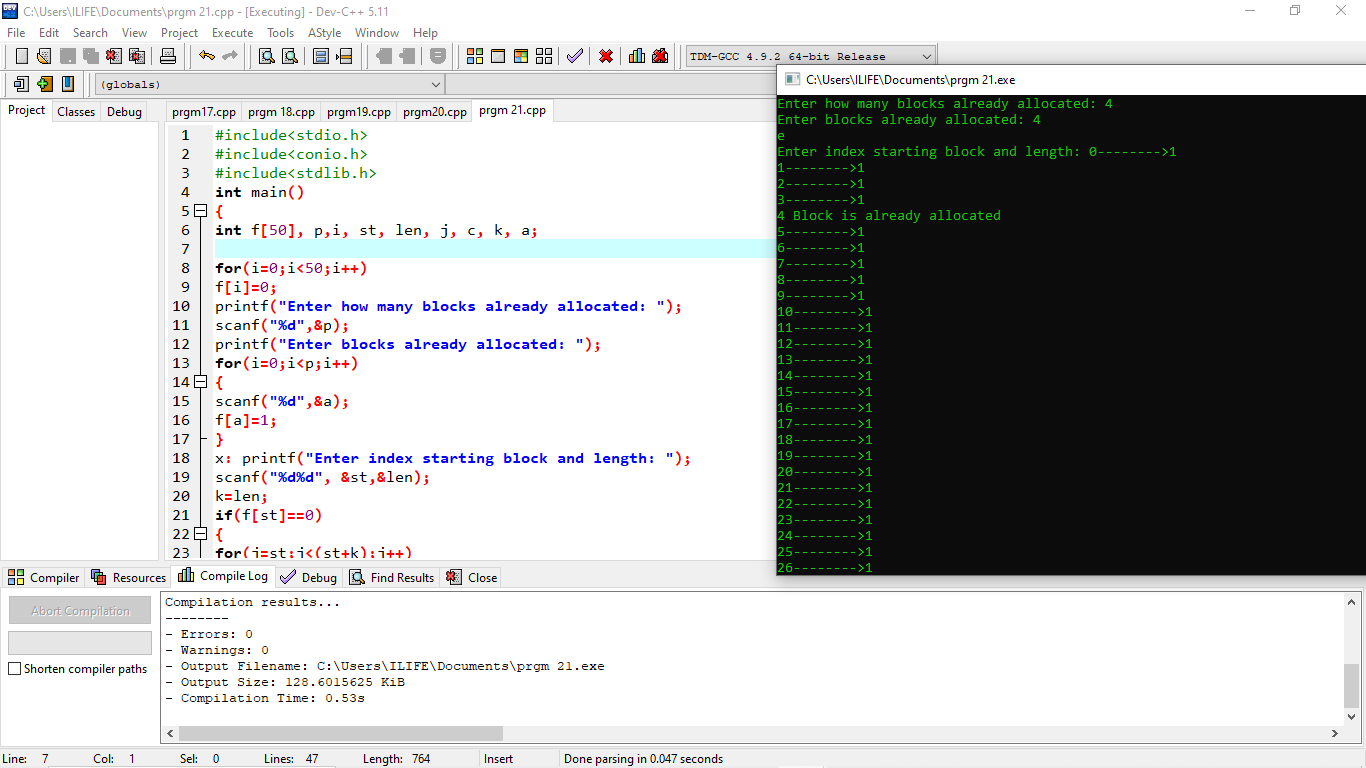 C:\Users\ILIFE\Documents\prgm 21.cpp - [Executing] - Dev-C++ 5.11
File Edit Search View Project Execute Tools AStyle Window Help
TDM-GCC 4.9.2 64-bit Release
(globals)
Project Classes Debug
prgm17.cpp prgm 18.cpp prgm19.cpp prgm20.cpp prgm 21.cpp
1 #include<stdio.h>
2 #include<conio.h>
3 #include<stdlib.h>
4 int main()
5 {
6 int f[50], p,i, st, len, j, c, k, a;
7
8 for(i=0;i<50;i++)
9 f[i]=0;
10 printf("Enter how many blocks already allocated: ");
11 scanf("%d",&p);
12 printf("Enter blocks already allocated: ");
13 for(i=0;i<p;i++)
14 {
15 scanf("%d",&a);
16 f[a]=1;
17 }
18 x: printf("Enter index starting block and length: ");
19 scanf("%d%d", &st,&len);
20 k=len;
21 if(f[st]==0)
22 {
23 for(j=st;j<(st+k);j++)
C:\Users\ILIFE\Documents\prgm 21.exe
Enter how many blocks already allocated: 4
Enter blocks already allocated: 4
e
Enter index starting block and length: 0-------->1
1-------->1
2-------->1
3-------->1
4 Block is already allocated
5-------->1
6-------->1
7-------->1
8-------->1
9-------->1
10-------->1
11-------->1
12-------->1
13-------->1
14-------->1
15-------->1
16-------->1
17-------->1
18-------->1
19-------->1
20-------->1
21-------->1
22-------->1
23-------->1
24-------->1
25-------->1
26-------->1
Compiler Resources Compile Log Debug Find Results Close
Abort Compilation
Shorten compiler paths
Compilation results...
--------
- Errors: 0
- Warnings: 0
- Output Filename: C:\Users\ILIFE\Documents\prgm 21.exe
- Output Size: 128.6015625 KiB
- Compilation Time: 0.53s
Line: 7 Col: 1 Sel: 0 Lines: 47 Length: 764 Insert Done parsing in 0.047 seconds